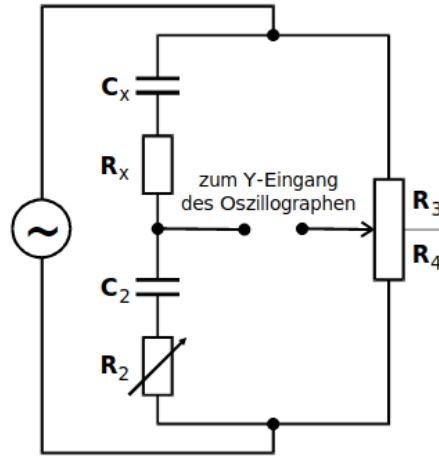 ~
Cx
Rx
zum Y-Eingang
des Oszillographen
R3
R4
C2
R2